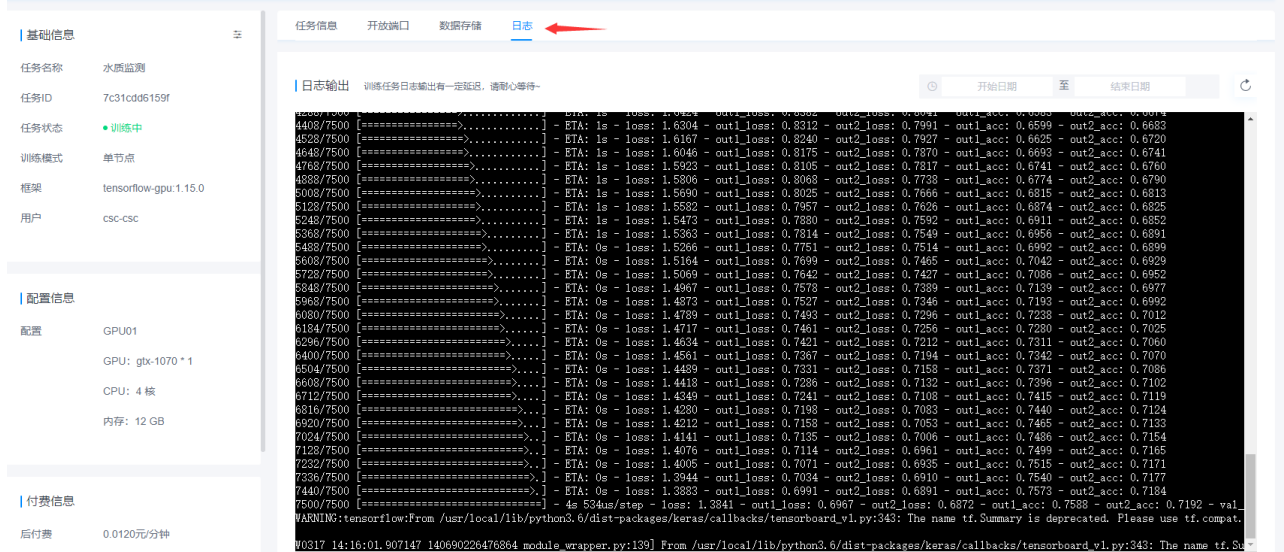 基础信息
任务名称 水质监测
任务ID 7c31cdd6159f
任务状态 训练中
训练模式 单节点
框架 tensorflow-gpu:1.15.0
用户 csc-csc
配置信息
配置 GPU01
GPU：gtx-1070 * 1
CPU：4 核
内存：12 GB
付费信息
后付费 0.0120元/分钟
任务信息 开放端口 数据存储 日志
日志输出 训练任务日志输出有一定延迟，请耐心等待~ 开始日期 至 结束日期
4408/7500 [=================>............] - ETA: 1s - loss: 1.6304 - out1_loss: 0.8312 - out2_loss: 0.7991 - out1_acc: 0.6599 - out2_acc: 0.6683
4528/7500 [=================>............] - ETA: 1s - loss: 1.6167 - out1_loss: 0.8240 - out2_loss: 0.7927 - out1_acc: 0.6625 - out2_acc: 0.6720
4648/7500 [=================>...........] - ETA: 1s - loss: 1.6046 - out1_loss: 0.8175 - out2_loss: 0.7870 - out1_acc: 0.6693 - out2_acc: 0.6741
4768/7500 [==================>...........] - ETA: 1s - loss: 1.5923 - out1_loss: 0.8105 - out2_loss: 0.7817 - out1_acc: 0.6741 - out2_acc: 0.6760
4888/7500 [==================>...........] - ETA: 1s - loss: 1.5806 - out1_loss: 0.8068 - out2_loss: 0.7738 - out1_acc: 0.6774 - out2_acc: 0.6790
5008/7500 [===================>..........] - ETA: 1s - loss: 1.5690 - out1_loss: 0.8025 - out2_loss: 0.7666 - out1_acc: 0.6815 - out2_acc: 0.6813
5128/7500 [===================>..........] - ETA: 1s - loss: 1.5582 - out1_loss: 0.7957 - out2_loss: 0.7626 - out1_acc: 0.6874 - out2_acc: 0.6825
5248/7500 [===================>..........] - ETA: 1s - loss: 1.5473 - out1_loss: 0.7880 - out2_loss: 0.7592 - out1_acc: 0.6911 - out2_acc: 0.6852
5368/7500 [====================>.........] - ETA: 1s - loss: 1.5363 - out1_loss: 0.7814 - out2_loss: 0.7549 - out1_acc: 0.6956 - out2_acc: 0.6891
5488/7500 [====================>.........] - ETA: 0s - loss: 1.5266 - out1_loss: 0.7751 - out2_loss: 0.7514 - out1_acc: 0.6992 - out2_acc: 0.6899
5608/7500 [=====================>........] - ETA: 0s - loss: 1.5164 - out1_loss: 0.7699 - out2_loss: 0.7465 - out1_acc: 0.7042 - out2_acc: 0.6929
5728/7500 [=====================>........] - ETA: 0s - loss: 1.5069 - out1_loss: 0.7642 - out2_loss: 0.7427 - out1_acc: 0.7086 - out2_acc: 0.6952
5848/7500 [======================>.......] - ETA: 0s - loss: 1.4967 - out1_loss: 0.7578 - out2_loss: 0.7389 - out1_acc: 0.7139 - out2_acc: 0.6977
5968/7500 [======================>.......] - ETA: 0s - loss: 1.4873 - out1_loss: 0.7527 - out2_loss: 0.7346 - out1_acc: 0.7193 - out2_acc: 0.6992
6080/7500 [=======================>......] - ETA: 0s - loss: 1.4789 - out1_loss: 0.7493 - out2_loss: 0.7296 - out1_acc: 0.7238 - out2_acc: 0.7012
6184/7500 [=======================>......] - ETA: 0s - loss: 1.4717 - out1_loss: 0.7461 - out2_loss: 0.7256 - out1_acc: 0.7280 - out2_acc: 0.7025
6296/7500 [========================>.....] - ETA: 0s - loss: 1.4634 - out1_loss: 0.7421 - out2_loss: 0.7212 - out1_acc: 0.7311 - out2_acc: 0.7060
6400/7500 [========================>.....] - ETA: 0s - loss: 1.4561 - out1_loss: 0.7367 - out2_loss: 0.7194 - out1_acc: 0.7342 - out2_acc: 0.7070
6504/7500 [=========================>....] - ETA: 0s - loss: 1.4489 - out1_loss: 0.7331 - out2_loss: 0.7158 - out1_acc: 0.7371 - out2_acc: 0.7086
6608/7500 [=========================>....] - ETA: 0s - loss: 1.4418 - out1_loss: 0.7286 - out2_loss: 0.7132 - out1_acc: 0.7396 - out2_acc: 0.7102
6712/7500 [=========================>....] - ETA: 0s - loss: 1.4349 - out1_loss: 0.7241 - out2_loss: 0.7108 - out1_acc: 0.7415 - out2_acc: 0.7119
6816/7500 [==========================>...] - ETA: 0s - loss: 1.4280 - out1_loss: 0.7198 - out2_loss: 0.7083 - out1_acc: 0.7440 - out2_acc: 0.7124
6920/7500 [==========================>...] - ETA: 0s - loss: 1.4212 - out1_loss: 0.7158 - out2_loss: 0.7053 - out1_acc: 0.7465 - out2_acc: 0.7133
7024/7500 [===========================>..] - ETA: 0s - loss: 1.4141 - out1_loss: 0.7135 - out2_loss: 0.7006 - out1_acc: 0.7486 - out2_acc: 0.7154
7128/7500 [===========================>..] - ETA: 0s - loss: 1.4076 - out1_loss: 0.7114 - out2_loss: 0.6961 - out1_acc: 0.7499 - out2_acc: 0.7165
7232/7500 [===========================>..] - ETA: 0s - loss: 1.4005 - out1_loss: 0.7071 - out2_loss: 0.6935 - out1_acc: 0.7515 - out2_acc: 0.7171
7336/7500 [============================>.] - ETA: 0s - loss: 1.3944 - out1_loss: 0.7034 - out2_loss: 0.6910 - out1_acc: 0.7540 - out2_acc: 0.7177
7440/7500 [============================>.] - ETA: 0s - loss: 1.3883 - out1_loss: 0.6991 - out2_loss: 0.6891 - out1_acc: 0.7573 - out2_acc: 0.7184
7500/7500 [==============================] - 4s 534us/step - loss: 1.3841 - out1_loss: 0.6967 - out2_loss: 0.6872 - out1_acc: 0.7588 - out2_acc: 0.7192 - val_
WARNING:tensorflow:From /usr/local/lib/python3.6/dist-packages/keras/callbacks/tensorboard_v1.py:343: The name tf.Summary is deprecated. Please use tf.compat.
W0317 14:16:01.907147 140690226476864 module_wrapper.py:139] From /usr/local/lib/python3.6/dist-packages/keras/callbacks/tensorboard_v1.py:343: The name tf.Su